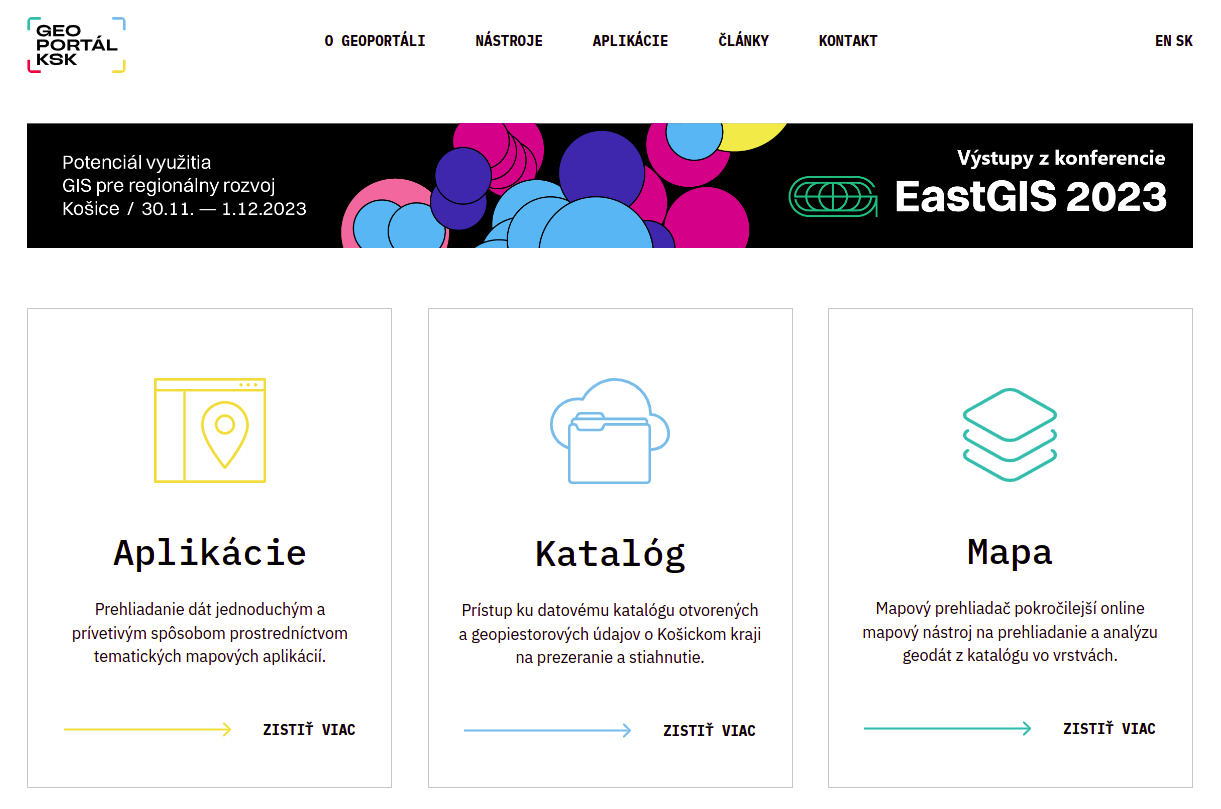 GEO
PORTÁL
KSK
O GEOPORTÁLI
NÁSTROJE
APLIKÁCIE
ČLÁNKY
KONTAKT
EN SK
Potenciál využitia
GIS pre regionálny rozvoj
Košice / 30.11. — 1.12.2023
Výstupy z konferencie
EastGIS 2023
Aplikácie
Prehliadanie dát jednoduchým a
prívetivým spôsobom prostredníctvom
tematických mapových aplikácií.
ZISTIŤ VIAC
Katalóg
Prístup ku datovému katalógu otvorených
a geopiestorových údajov o Košickom kraji
na prezeranie a stiahnutie.
ZISTIŤ VIAC
Mapa
Mapový prehliadač pokročilejší online
mapový nástroj na prehliadanie a analýzu
geodát z katalógu vo vrstvách.
ZISTIŤ VIAC